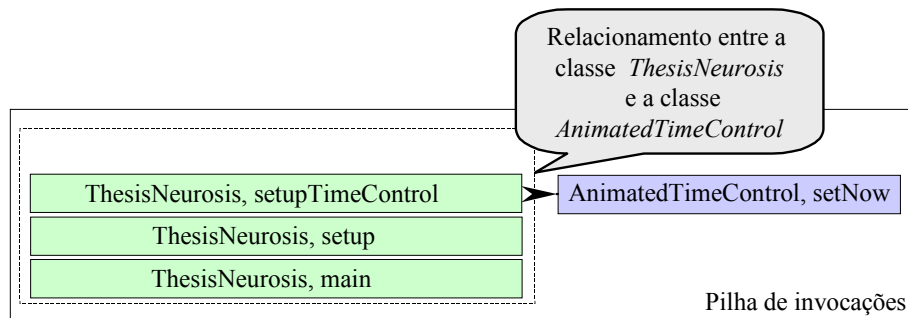 Relacionamento entre a
classe ThesisNeurosis
e a classe
AnimatedTimeControl
ThesisNeurosis, setupTimeControl
AnimatedTimeControl, setNow
ThesisNeurosis, setup
ThesisNeurosis, main
Pilha de invocações